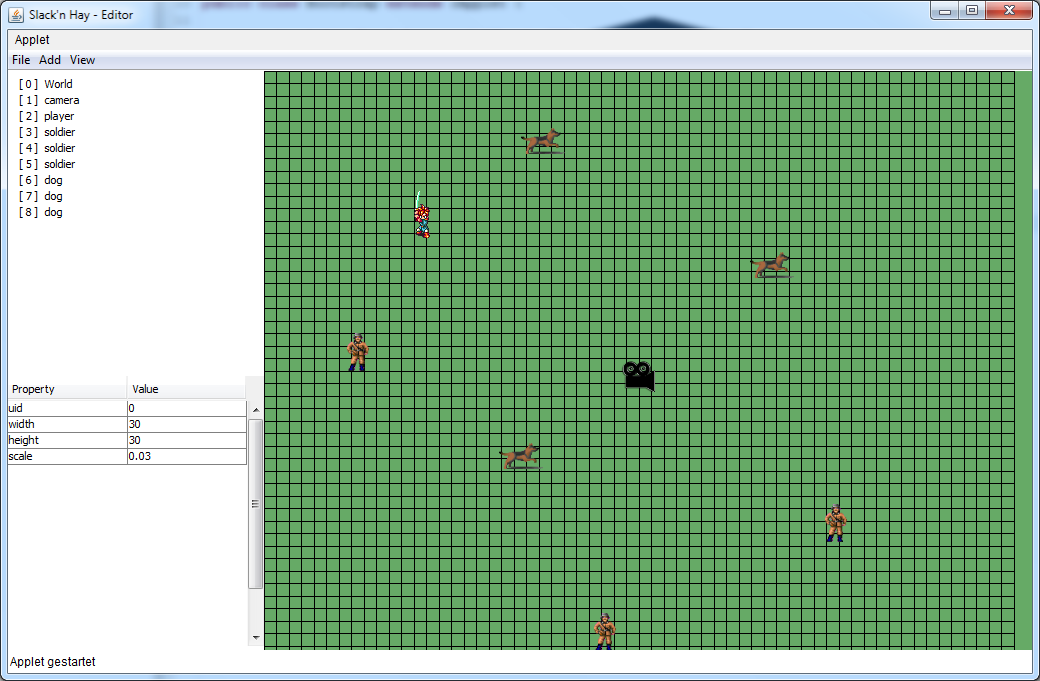 Slack'n Hay - Editor
Applet
File Add View
[ 0 ] World
[ 1 ] camera
[ 2 ] player
[ 3 ] soldier
[ 4 ] soldier
[ 5 ] soldier
[ 6 ] dog
[ 7 ] dog
[ 8 ] dog
Property Value
uid 0
width 30
height 30
scale 0.03
Applet gestartet